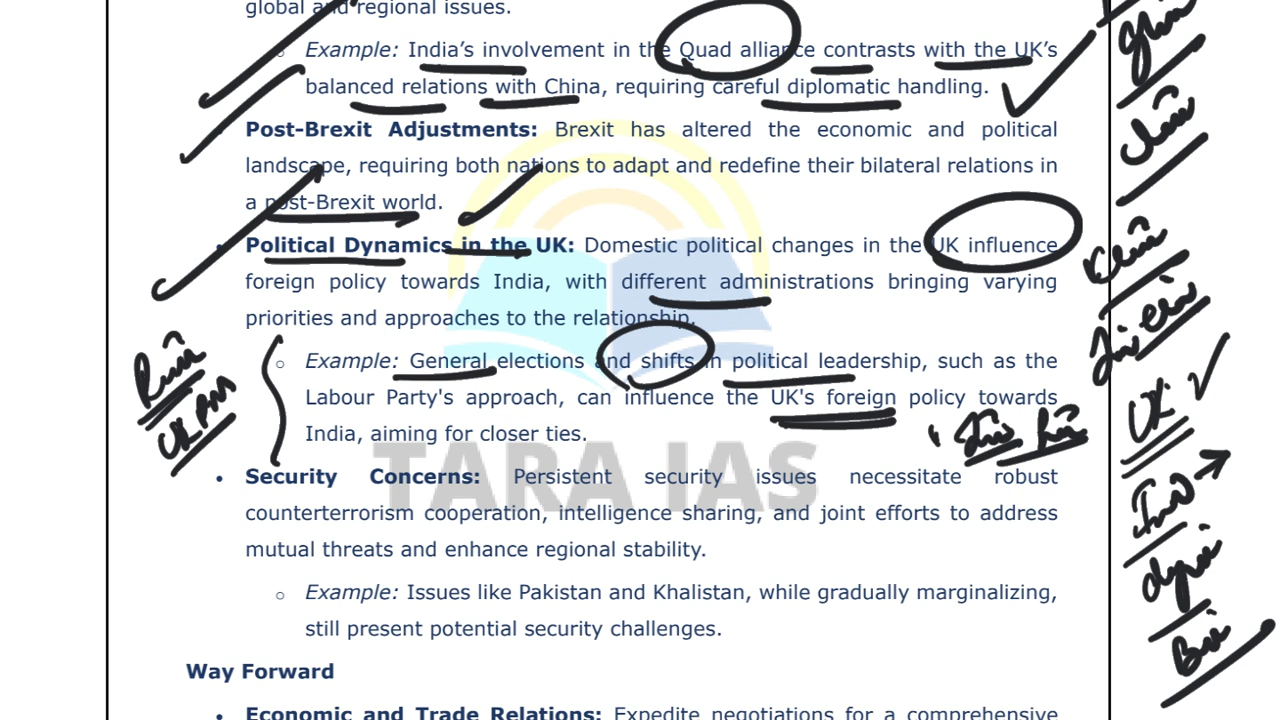 global and regional issues.
o Example: India's involvement in the Quad alliance contrasts with the UK's
balanced relations with China, requiring careful diplomatic handling.
Post-Brexit Adjustments: Brexit has altered the economic and political
landscape, requiring both nations to adapt and redefine their bilateral relations in
a post-Brexit world.
• Political Dynamics in the UK: Domestic political changes in the UK influence
foreign policy towards India, with different administrations bringing varying
priorities and approaches to the relationship.
o Example: General elections and shifts in political leadership, such as the
Labour Party's approach, can influence the UK's foreign policy towards
India, aiming for closer ties.
UK PM
UK
TARA IAS
• Security Concerns: Persistent security issues necessitate robust
counterterrorism cooperation, intelligence sharing, and joint efforts to address
mutual threats and enhance regional stability.
o Example: Issues like Pakistan and Khalistan, while gradually marginalizing,
still present potential security challenges.
Way Forward
• Economic and Trade Relations: Expedite negotiations for a comprehensive